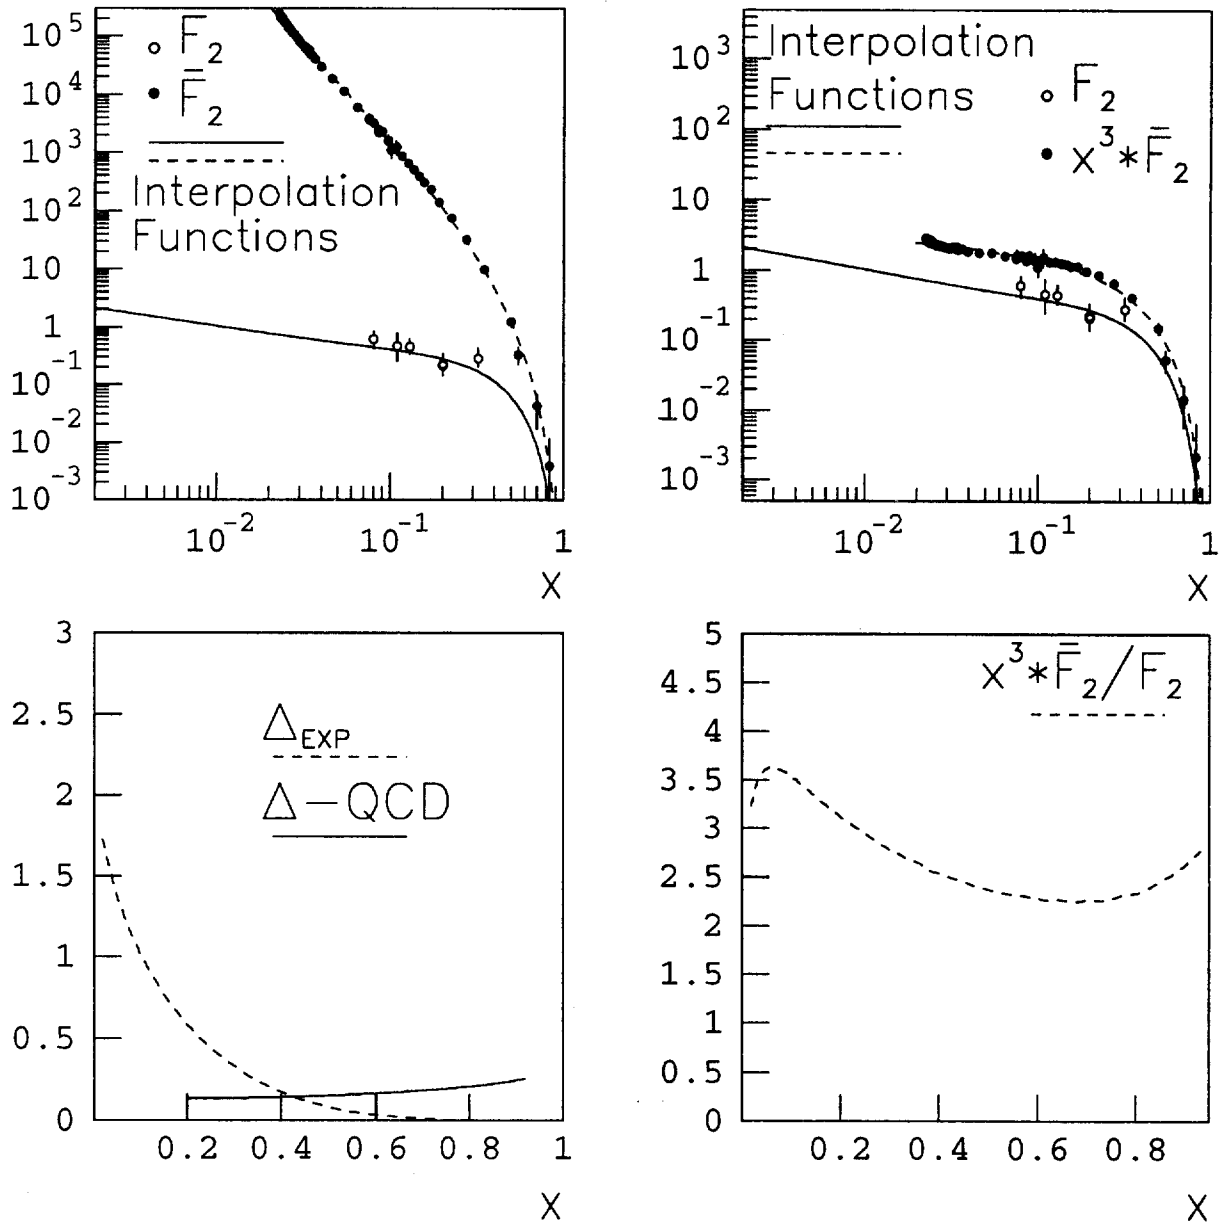 10^5
10^4
10^3
10^2
10
1
10^-1
10^-2
10^-3
F_2
F̄_2
Interpolation
Functions
10^-2 10^-1 1
X
10^3
10^2
10
1
10^-1
10^-2
10^-3
Interpolation
Functions
F_2
x^3*F̿_2
10^-2 10^-1 1
X
3
2.5
2
1.5
1
0.5
0
Δ_EXP
Δ-QCD
0.2 0.4 0.6 0.8 1
X
5
4.5
4
3.5
3
2.5
2
1.5
1
0.5
0
x^3*F̿_2/F_2
0.2 0.4 0.6 0.8
X